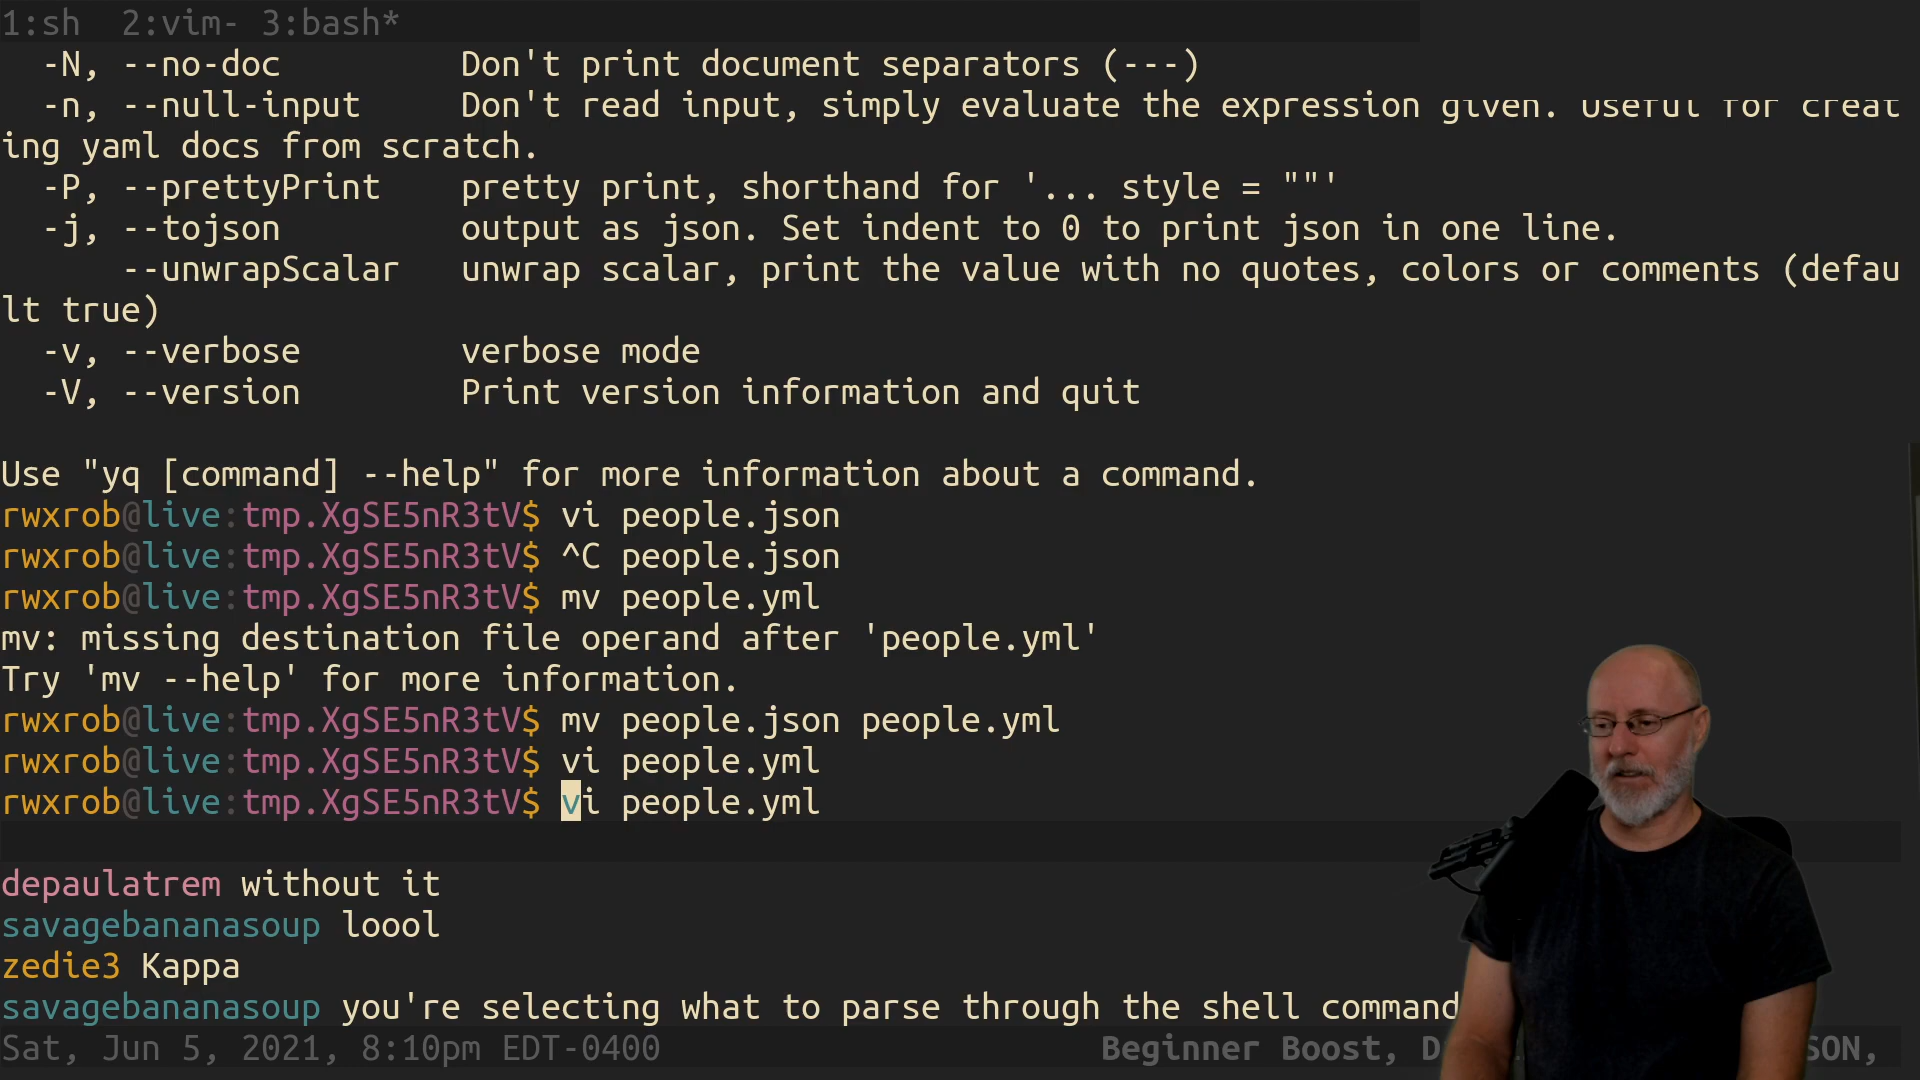 1:sh  2:vim- 3:bash*
-N, --no-doc         Don't print document separators (---)
-n, --null-input     Don't read input, simply evaluate the expression given. Useful for creat
ing yaml docs from scratch.
-P, --prettyPrint    pretty print, shorthand for '... style = ""'
-j, --tojson         output as json. Set indent to 0 to print json in one line.
--unwrapScalar   unwrap scalar, print the value with no quotes, colors or comments (defau
lt true)
-v, --verbose        verbose mode
-V, --version        Print version information and quit
Use "yq [command] --help" for more information about a command.
rwxrob@live:tmp.XgSE5nR3tV$ vi people.json
rwxrob@live:tmp.XgSE5nR3tV$ ^C people.json
rwxrob@live:tmp.XgSE5nR3tV$ mv people.yml
mv: missing destination file operand after 'people.yml'
Try 'mv --help' for more information.
rwxrob@live:tmp.XgSE5nR3tV$ mv people.json people.yml
rwxrob@live:tmp.XgSE5nR3tV$ vi people.yml
rwxrob@live:tmp.XgSE5nR3tV$ vi people.yml
depaulatrem without it
savagebananasoup loool
zedie3 Kappa
savagebananasoup you're selecting what to parse through the shell command
Sat, Jun 5, 2021, 8:10pm EDT-0400 Beginner Boost,